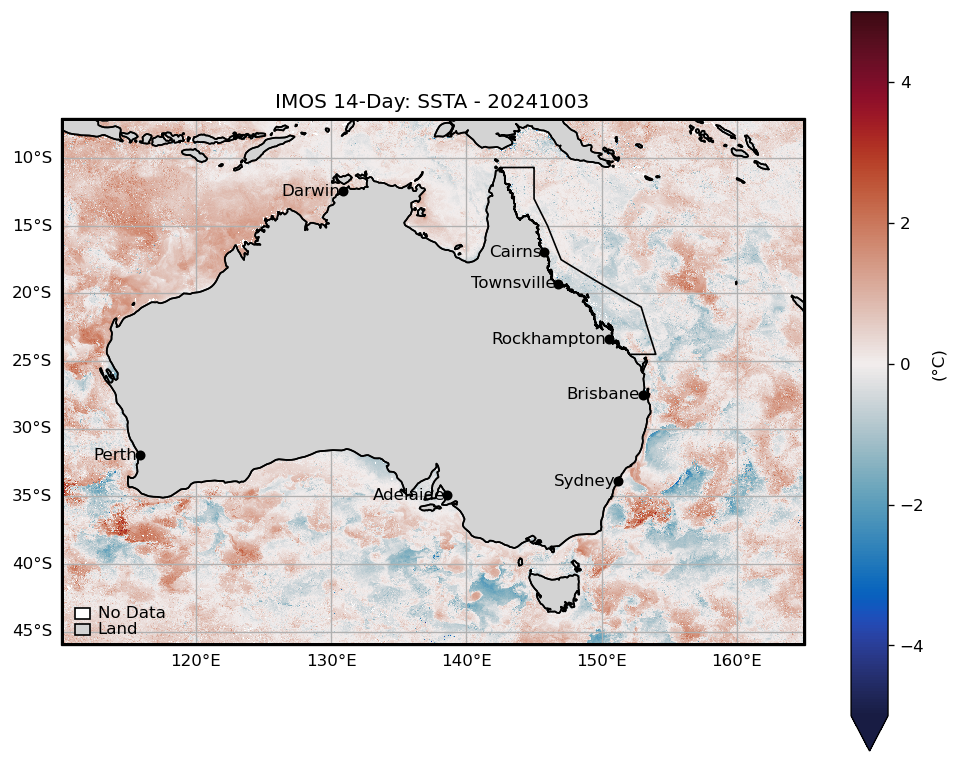 IMOS 14-Day: SSTA - 20241003
10°S
15°S
20°S
25°S
30°S
35°S
40°S
45°S
Darwin
Cairns
Townsville
Rockhampton
Brisbane
Perth
Sydney
Adelaide
No Data
Land
120°E
130°E
140°E
150°E
160°E
4
2
0
−2
−4
(°C)